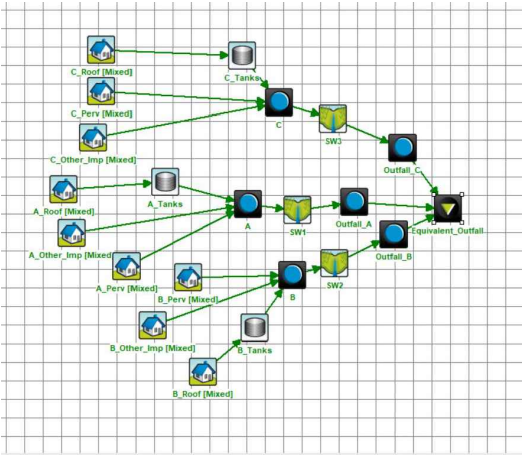 C_Roof [Mixed]
C_Tanks
C_Perv [Mixed]
C
SW3
C_Other_Imp [Mixed]
Outfall_C
A_Roof [Mixed]
A_Tanks
A
SW1
Outfall_A
Equivalent_Outfall
A_Other_Imp [Mixed]
Outfall_B
A_Perv [Mixed]
B_Perv [Mixed]
B
SW2
B_Other_Imp [Mixed]
B_Tanks
B_Roof [Mixed]